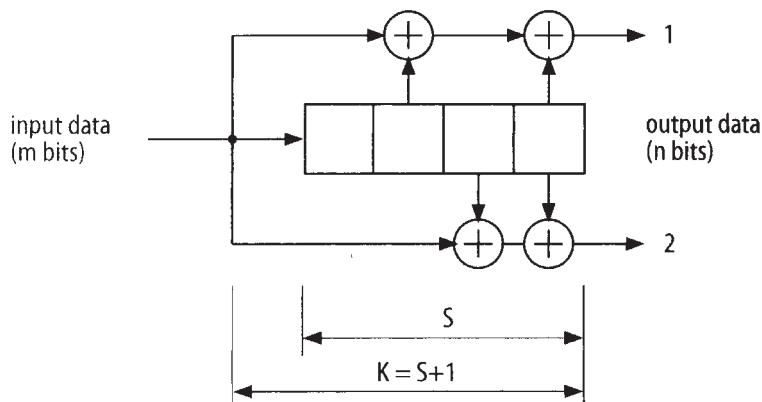 1
input data
(m bits)
output data
(n bits)
2
S
K = S+1